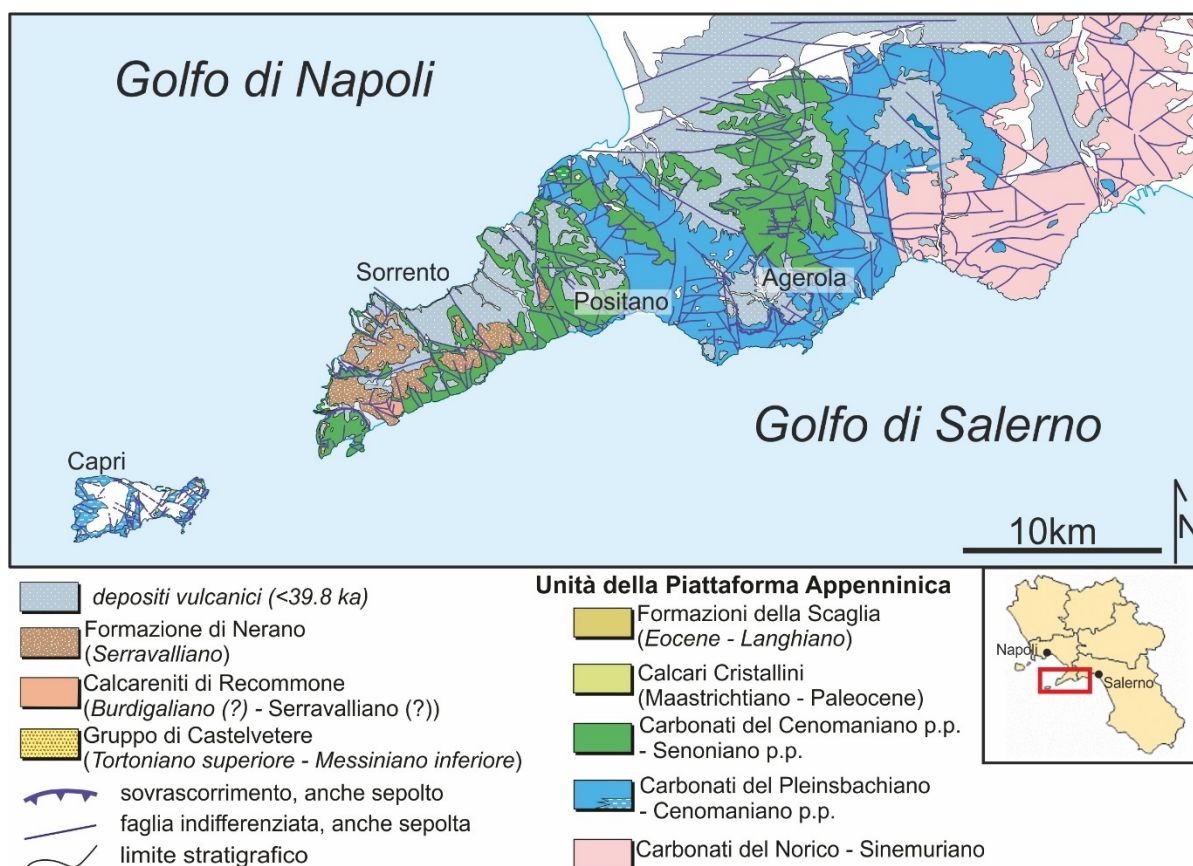 Golfo di Napoli
Sorrento
Positano
Agerola
Golfo di Salerno
Capri
10km
N
depositi vulcanici (<39.8 ka)
Formazione di Nerano
(Serravalliano)
Calcareniti di Recommone
(Burdigaliano (?) - Serravalliano (?))
Gruppo di Castelvetere
(Tortoniano superiore - Messiniano inferiore)
sovrascorrimento, anche sepolto
faglia indifferenziata, anche sepolta
limite stratigrafico
Unità della Piattaforma Appenninica
Formazioni della Scaglia
(Eocene - Langhiano)
Calcari Cristallini
(Maastrichtiano - Paleocene)
Carbonati del Cenomaniano p.p.
- Senoniano p.p.
Carbonati del Pleinsbachiano
- Cenomaniano p.p.
Carbonati del Norico - Sinemuriano
Napoli
Salerno